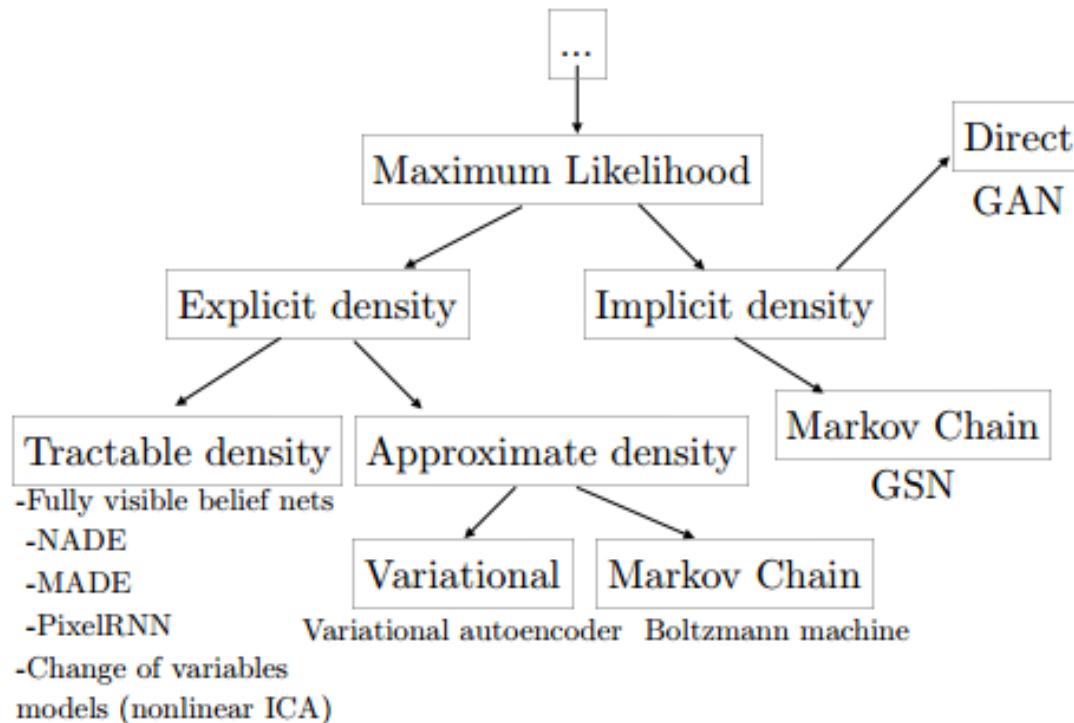 ...
Maximum Likelihood
Direct
GAN
Explicit density
Implicit density
Tractable density
-Fully visible belief nets
-NADE
-MADE
-PixelRNN
-Change of variables
models (nonlinear ICA)
Approximate density
Markov Chain
GSN
Variational
Variational autoencoder
Markov Chain
Boltzmann machine